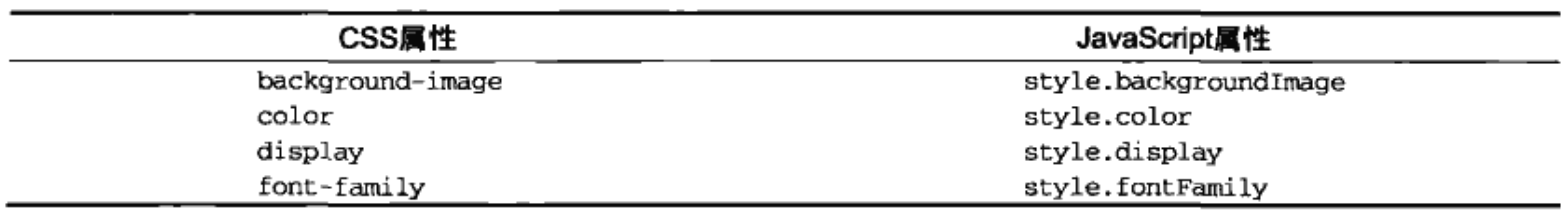 CSS属性 JavaScript属性
background-image style.backgroundImage
color style.color
display style.display
font-family style.fontFamily